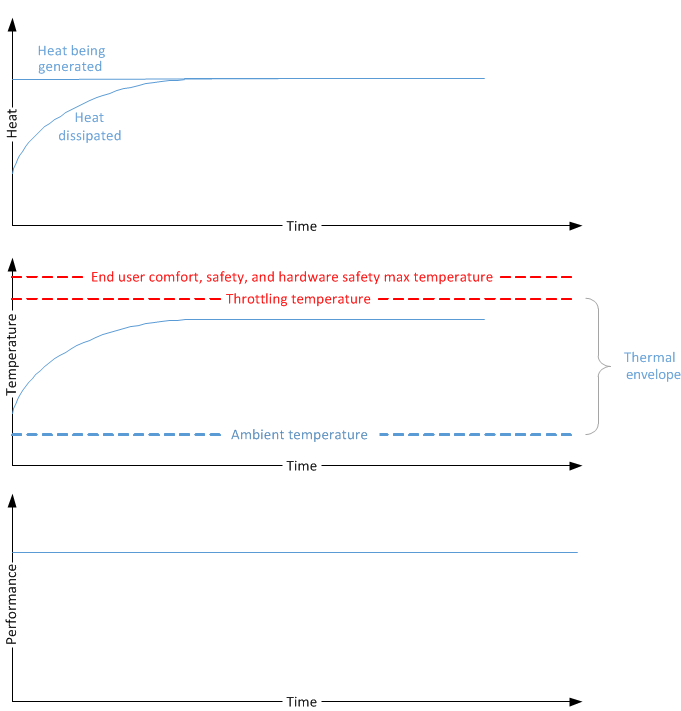 Heat being
generated
Heat
dissipated
Heat
Time
End user comfort, safety, and hardware safety max temperature
Throttling temperature
Temperature
Thermal
envelope
Ambient temperature
Time
Performance
Time